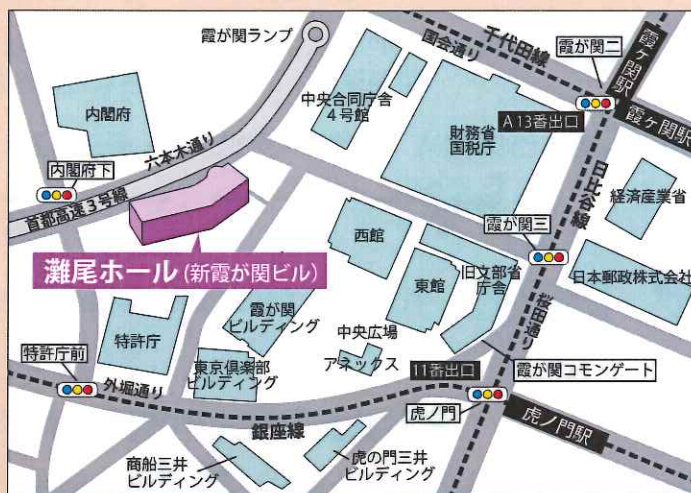 霞が関ランプ
千代田線
国会通り
霞が関二
霞ヶ関駅
内閣府
中央合同庁舎
4号館
財務省
国税庁
A13番出口
霞ヶ関駅
六本木通り
内閣府下
首都高速3号線
日比谷線
経済産業省
西館
霞が関三
灘尾ホール(新霞が関ビル)
東館
旧文部省
庁舎
日本郵政株式会社
霞が関
ビルディング
桜田通り
特許庁
中央広場
特許庁前
東京倶楽部
ビルディング
アネックス
11番出口
霞が関コモンゲート
外堀通り
虎ノ門
銀座線
虎ノ門駅
商船三井
ビルディング
虎の門三井
ビルディング